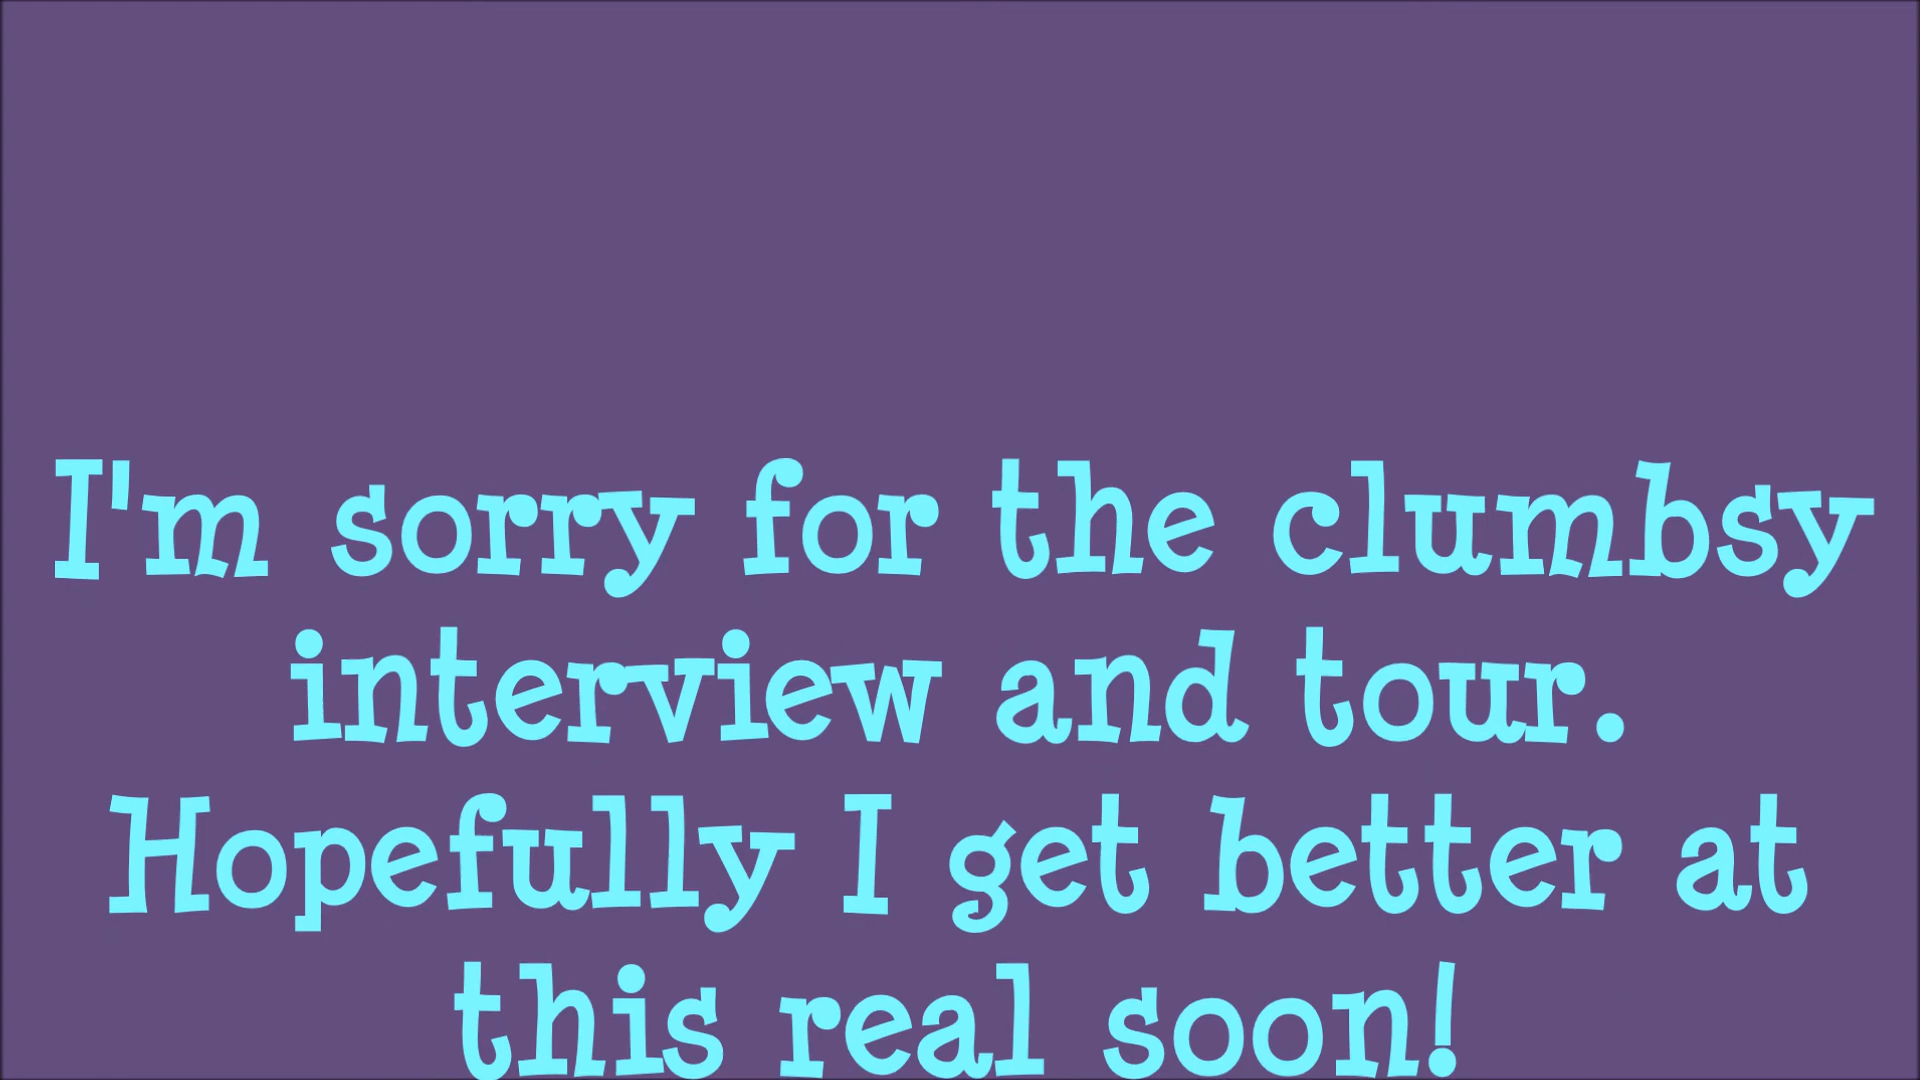 I'm sorry for the clumbsy
interview and tour.
Hopefully I get better at
this real soon!